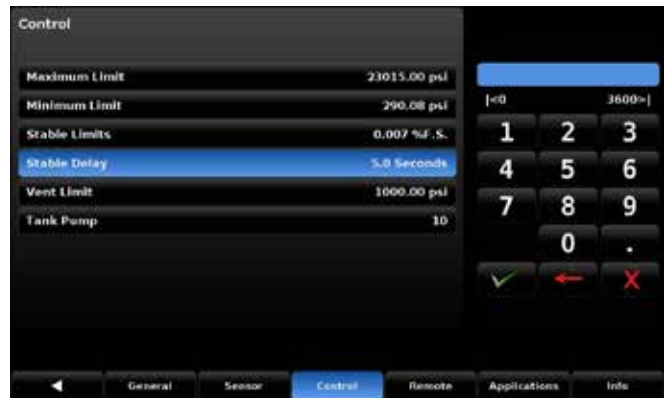 Control
Maximum Limit 23015.00 psi
Minimum Limit 290.08 psi
Stable Limits 0.007 %F.S.
Stable Delay 5.0 Seconds
Vent Limit 1000.00 psi
Tank Pump 10
|<0 3600>|
1 2 3
4 5 6
7 8 9
0 .
General Sensor Control Remote Applications Info